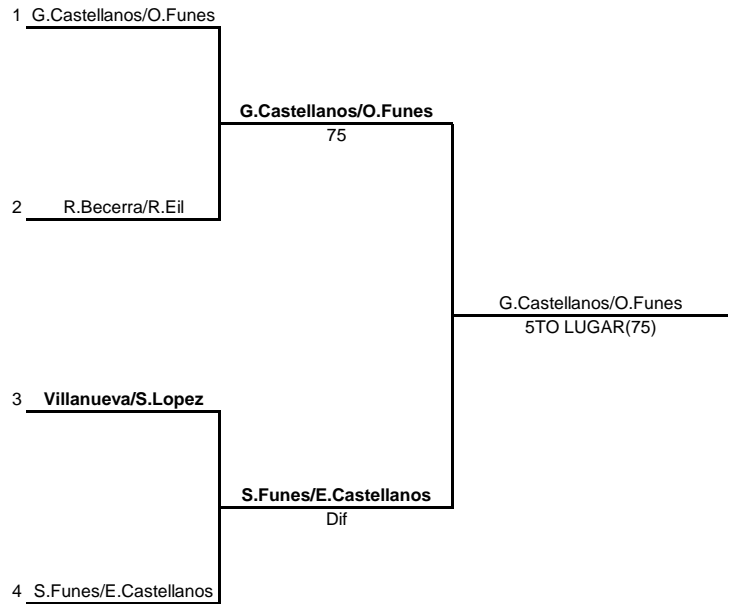 1 G.Castellanos/O.Funes
G.Castellanos/O.Funes
75
2 R.Becerra/R.Eil
G.Castellanos/O.Funes
5TO LUGAR(75)
3 Villanueva/S.Lopez
S.Funes/E.Castellanos
Dif
4 S.Funes/E.Castellanos